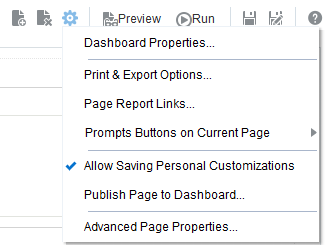 Preview Run
Dashboard Properties...
Print & Export Options...
Page Report Links...
Prompts Buttons on Current Page
Allow Saving Personal Customizations
Publish Page to Dashboard...
Advanced Page Properties...